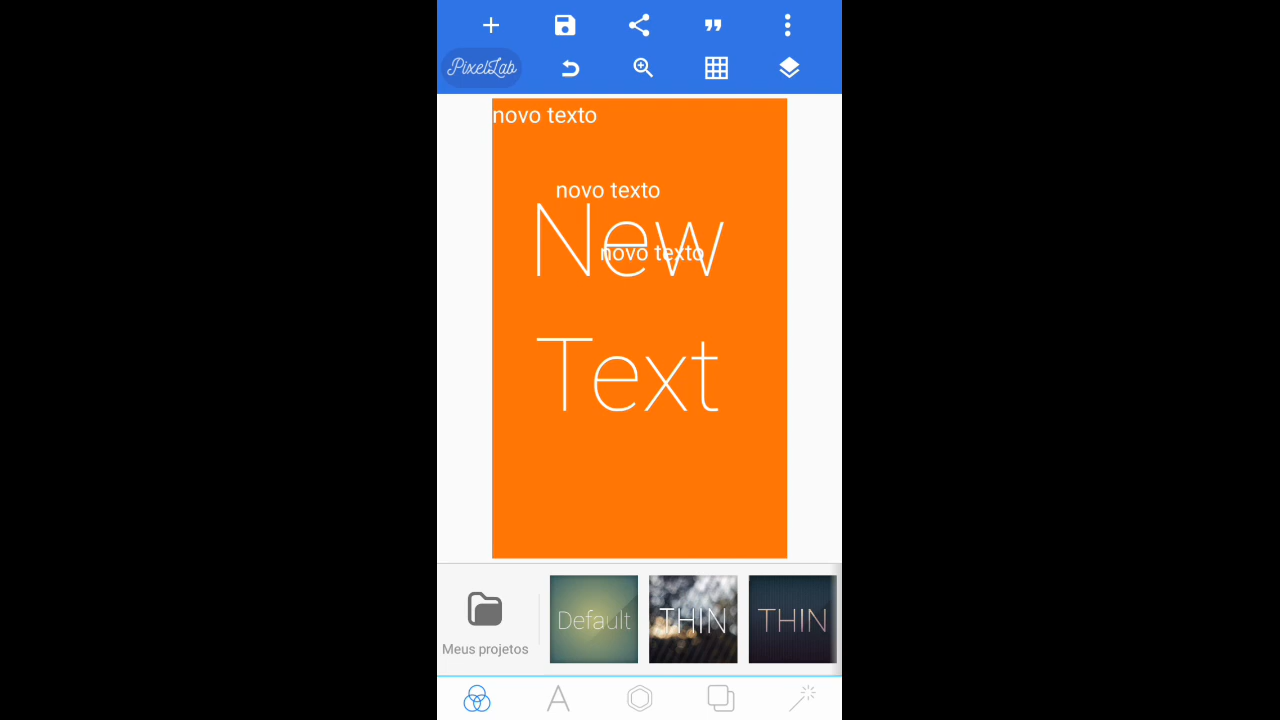 PixelLab
novo texto
novo texto
New
novo texto
Text
Meus projetos
Default
THIN
THIN